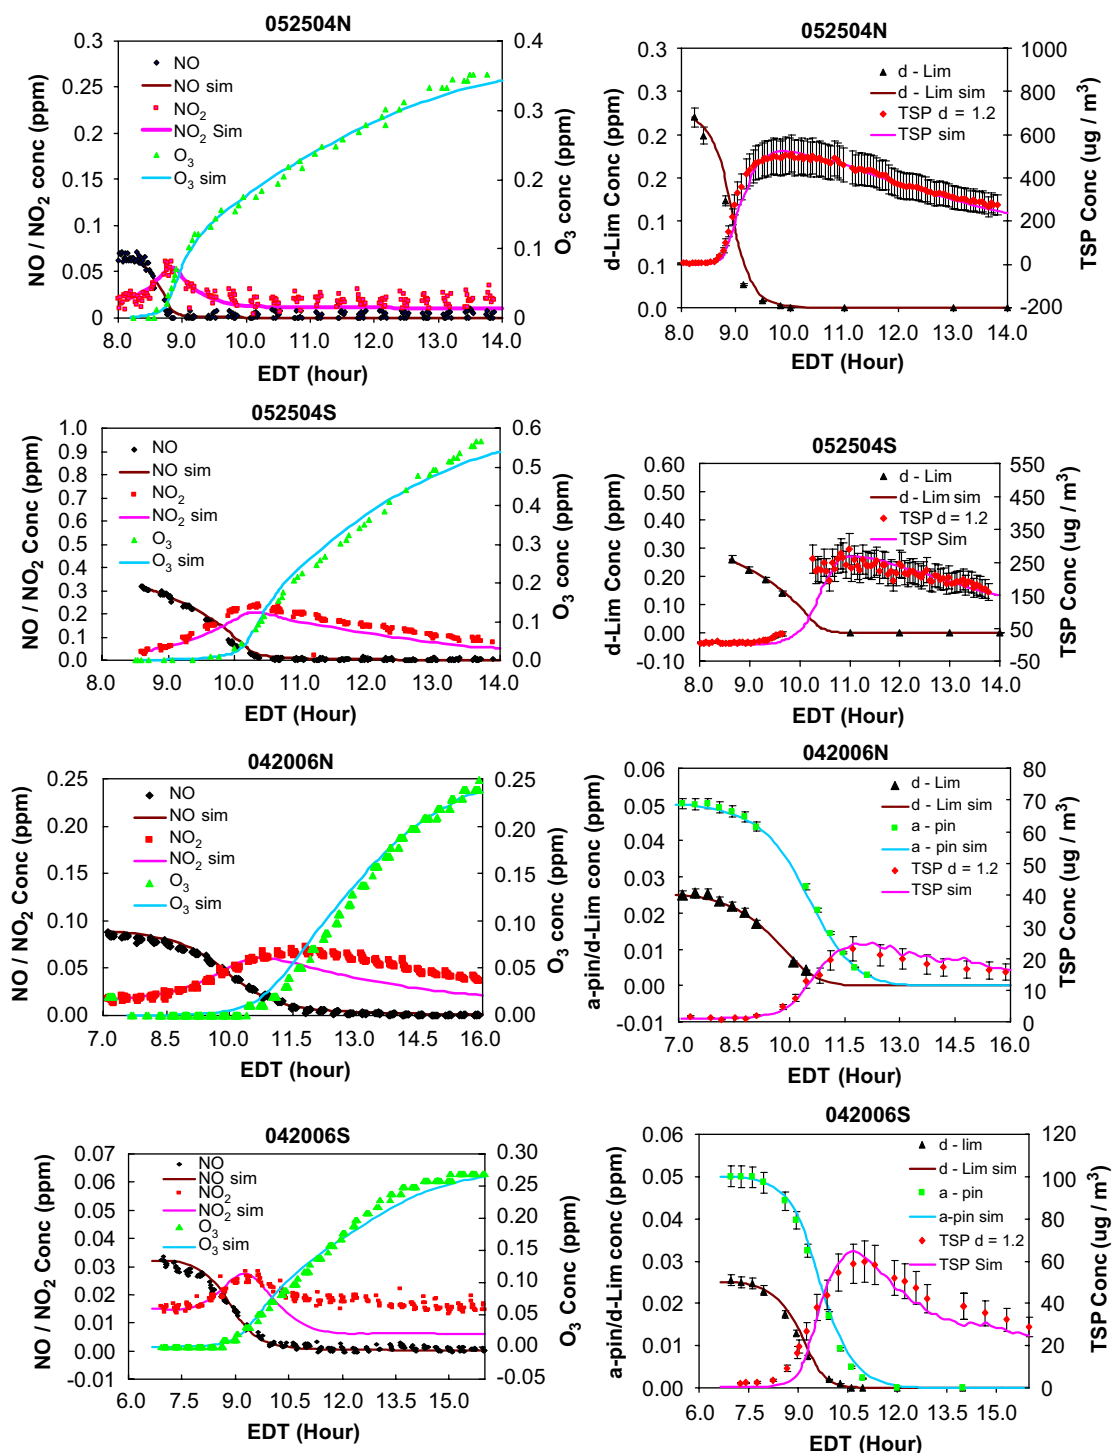 052504N
0.3
0.25
0.2
0.15
0.1
0.05
0
NO / NO2 conc (ppm)
NO
NO sim
NO2
NO2 Sim
O3
O3 sim
0.4
0.3
0.2
0.1
0
O3 conc (ppm)
8.0 9.0 10.0 11.0 12.0 13.0 14.0
EDT (hour)
052504N
0.3
0.3
0.2
0.2
0.1
0.1
0.0
d-Lim Conc (ppm)
d - Lim
d - Lim sim
TSP d = 1.2
TSP sim
1000
800
600
400
200
0
-200
TSP Conc (ug / m3)
8.0 9.0 10.0 11.0 12.0 13.0 14.0
EDT (Hour)
052504S
1.0
0.9
0.8
0.7
0.6
0.5
0.4
0.3
0.2
0.1
0.0
NO / NO2 Conc (ppm)
NO
NO sim
NO2
NO2 sim
O3
O3 sim
0.6
0.5
0.4
0.3
0.2
0.1
0.0
O3 conc (ppm)
8.0 9.0 10.0 11.0 12.0 13.0 14.0
EDT (Hour)
052504S
0.60
0.50
0.40
0.30
0.20
0.10
0.00
-0.10
d-Lim Conc (ppm)
d - Lim
d - Lim sim
TSP d = 1.2
TSP Sim
550
450
350
250
150
50
-50
TSP Conc (ug / m3)
8.0 9.0 10.0 11.0 12.0 13.0 14.0
EDT (Hour)
042006N
0.25
0.20
0.15
0.10
0.05
0.00
NO / NO2 Conc (ppm)
NO
NO sim
NO2
NO2 sim
O3
O3 sim
0.25
0.20
0.15
0.10
0.05
0.00
O3 conc (ppm)
7.0 8.5 10.0 11.5 13.0 14.5 16.0
EDT (hour)
042006N
0.06
0.05
0.04
0.03
0.02
0.01
0.00
-0.01
a-pin/d-Lim conc (ppm)
d - Lim
d - Lim sim
a - pin
a - pin sim
TSP d = 1.2
TSP sim
80
70
60
50
40
30
20
10
0
TSP Conc (ug / m3)
7.0 8.5 10.0 11.5 13.0 14.5 16.0
EDT (Hour)
042006S
0.07
0.06
0.05
0.04
0.03
0.02
0.01
0.00
-0.01
NO / NO2 Conc (ppm)
NO
NO sim
NO2
NO2 sim
O3
O3 sim
0.30
0.25
0.20
0.15
0.10
0.05
0.00
-0.05
O3 Conc (ppm)
6.0 7.5 9.0 10.5 12.0 13.5 15.0
EDT (Hour)
042006S
0.06
0.05
0.04
0.03
0.02
0.01
0.00
a-pin/d-Lim conc (ppm)
d - lim
d - Lim sim
a - pin
a-pin sim
TSP d = 1.2
TSP Sim
120
100
80
60
40
20
0
TSP Conc (ug / m3)
6.0 7.5 9.0 10.5 12.0 13.5 15.0
EDT (Hour)